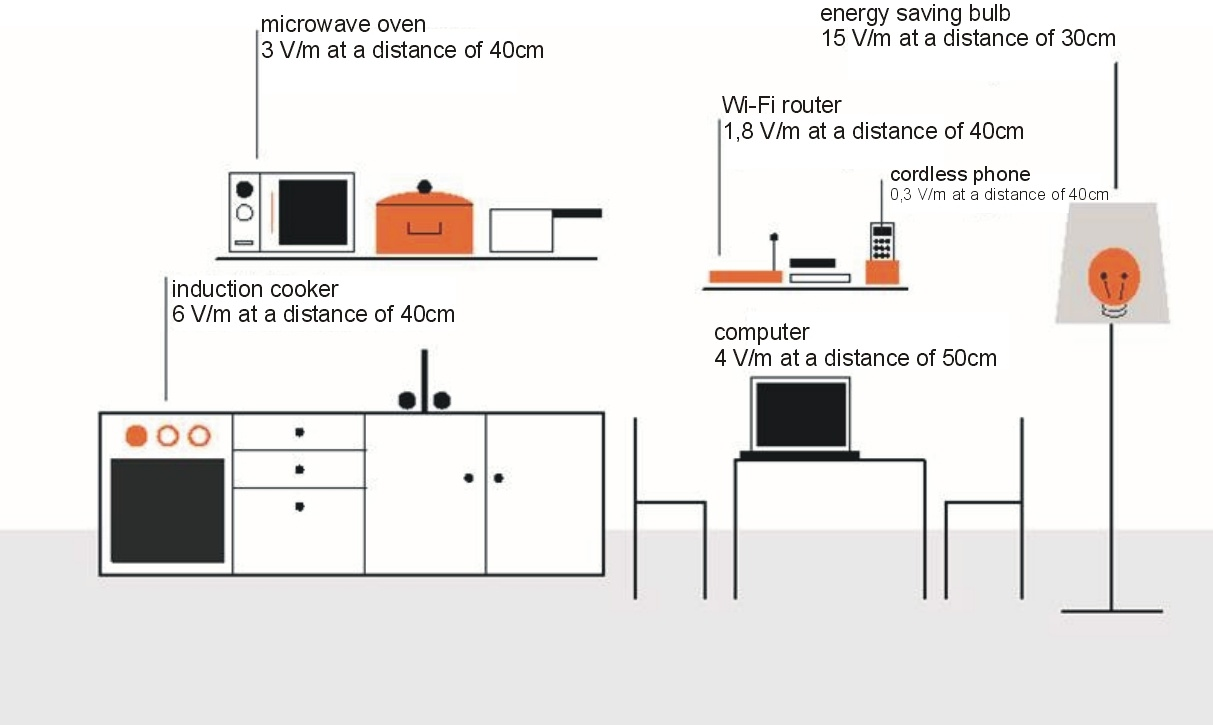 microwave oven
3 V/m at a distance of 40cm
energy saving bulb
15 V/m at a distance of 30cm
Wi-Fi router
1,8 V/m at a distance of 40cm
cordless phone
0,3 V/m at a distance of 40cm
induction cooker
6 V/m at a distance of 40cm
computer
4 V/m at a distance of 50cm